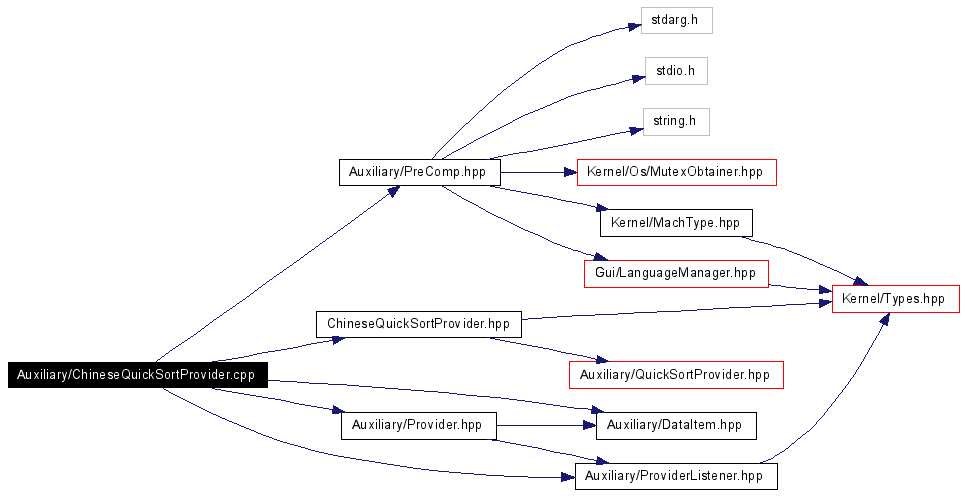 stdarg.h
stdio.h
string.h
Auxiliary/PreComp.hpp
Kernel/Os/MutexObtainer.hpp
Kernel/MachType.hpp
Gui/LanguageManager.hpp
Kernel/Types.hpp
ChineseQuickSortProvider.hpp
Auxiliary/ChineseQuickSortProvider.cpp
Auxiliary/QuickSortProvider.hpp
Auxiliary/Provider.hpp
Auxiliary/DataItem.hpp
Auxiliary/ProviderListener.hpp